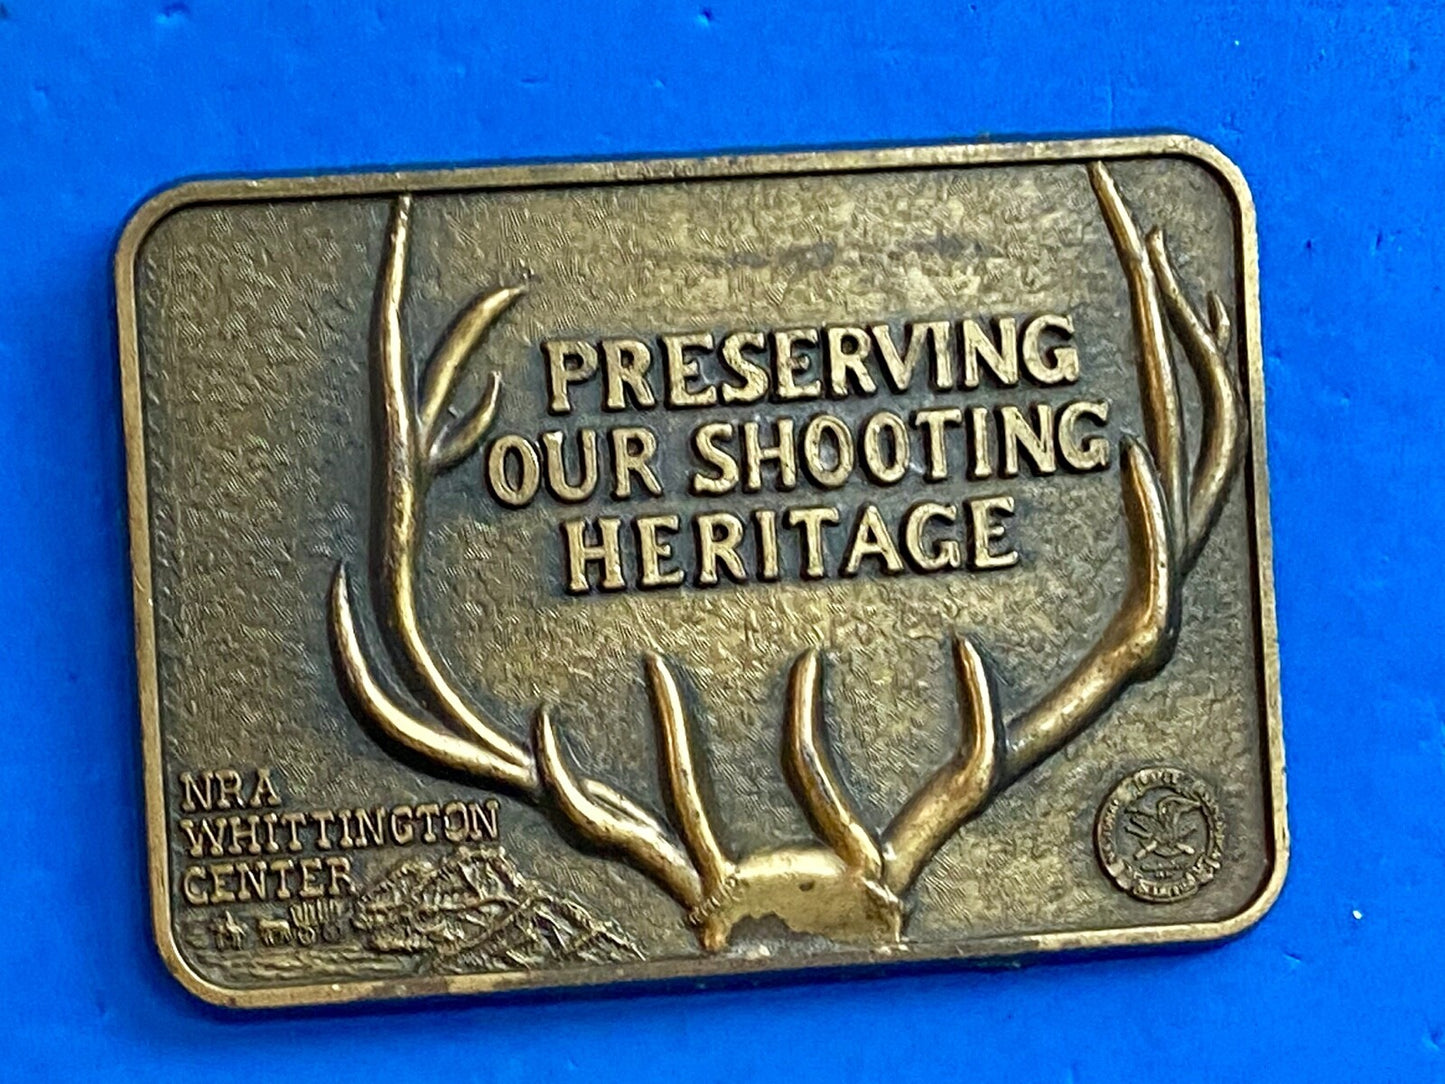 PRESERVING
OUR SHOOTING
HERITAGE
NRA
WHITTINGTON
CENTER